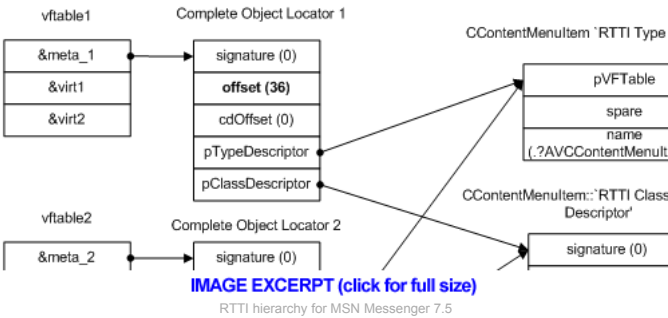 vftable1
Complete Object Locator 1
CContentMenuItem `RTTI Type
&meta_1
&virt1
&virt2
signature (0)
offset (36)
cdOffset (0)
pTypeDescriptor
pClassDescriptor
pVFTable
spare
name
(.?AVCContentMenuIt
CContentMenuItem::`RTTI Class
Descriptor'
signature (0)
vftable2
Complete Object Locator 2
&meta_2
signature (0)
IMAGE EXCERPT (click for full size)
RTTI hierarchy for MSN Messenger 7.5